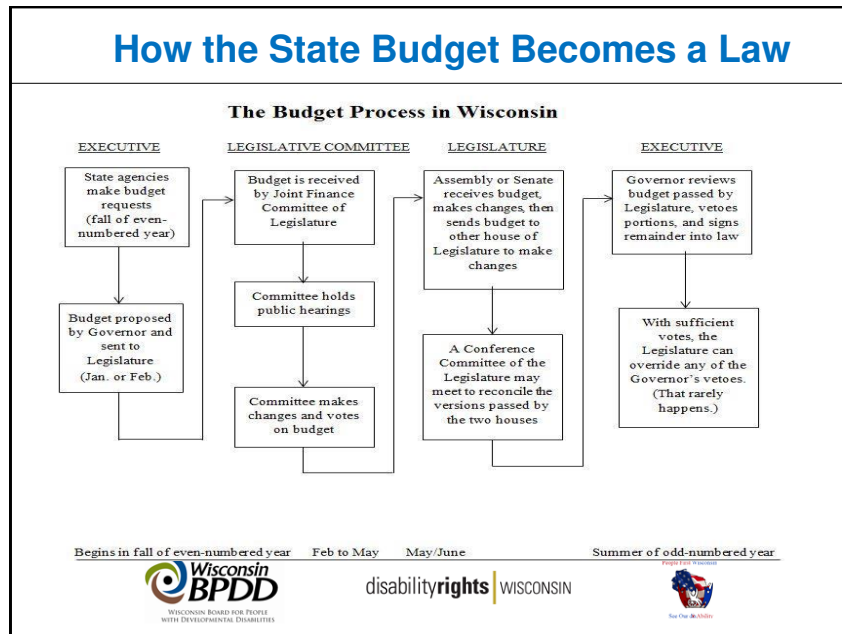 How the State Budget Becomes a Law
The Budget Process in Wisconsin
EXECUTIVE
State agencies
make budget
requests
(fall of even-
numbered year)
Budget proposed
by Governor and
sent to
Legislature
(Jan. or Feb.)
LEGISLATIVE COMMITTEE
Budget is received
by Joint Finance
Committee of
Legislature
Committee holds
public hearings
Committee makes
changes and votes
on budget
LEGISLATURE
Assembly or Senate
receives budget,
makes changes, then
sends budget to
other house of
Legislature to make
changes
A Conference
Committee of the
Legislature may
meet to reconcile the
versions passed by
the two houses
EXECUTIVE
Governor reviews
budget passed by
Legislature, vetoes
portions, and signs
remainder into law
With sufficient
votes, the
Legislature can
override any of the
Governor's vetoes.
(That rarely
happens.)
Begins in fall of even-numbered year Feb to May May/June Summer of odd-numbered year
Wisconsin
BPDD
WISCONSIN BOARD FOR PEOPLE
WITH DEVELOPMENTAL DISABILITIES
disabilityrights | WISCONSIN
People First Wisconsin
See Our Ability